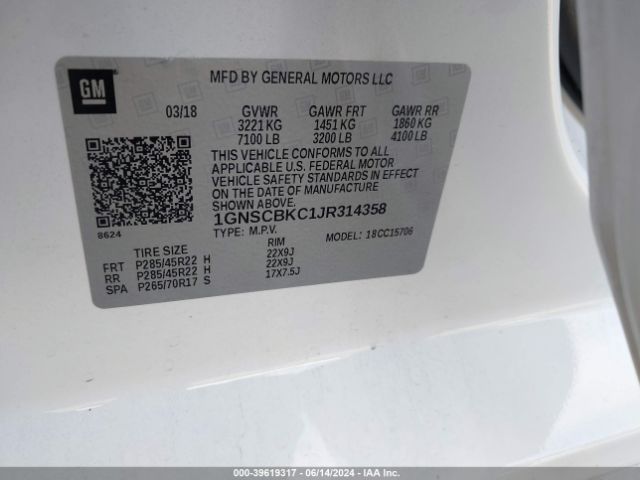 GM
MFD BY GENERAL MOTORS LLC
03/18 GVWR GAWR FRT GAWR RR
3221 KG 1451 KG 1860 KG
7100 LB 3200 LB 4100 LB
THIS VEHICLE CONFORMS TO ALL
APPLICABLE U.S. FEDERAL MOTOR
VEHICLE SAFETY STANDARDS IN EFFECT
ON THE DATE OF MANUFACTURE
SHOWN ABOVE.
1GNSCBKC1JR314358
8624
TYPE: M.P.V. MODEL: 18CC15706
TIRE SIZE RIM
FRT P285/45R22 H 22X9J
RR P285/45R22 H 22X9J
SPA P265/70R17 S 17X7.5J
000-39619317 - 06/14/2024 - IAA Inc.